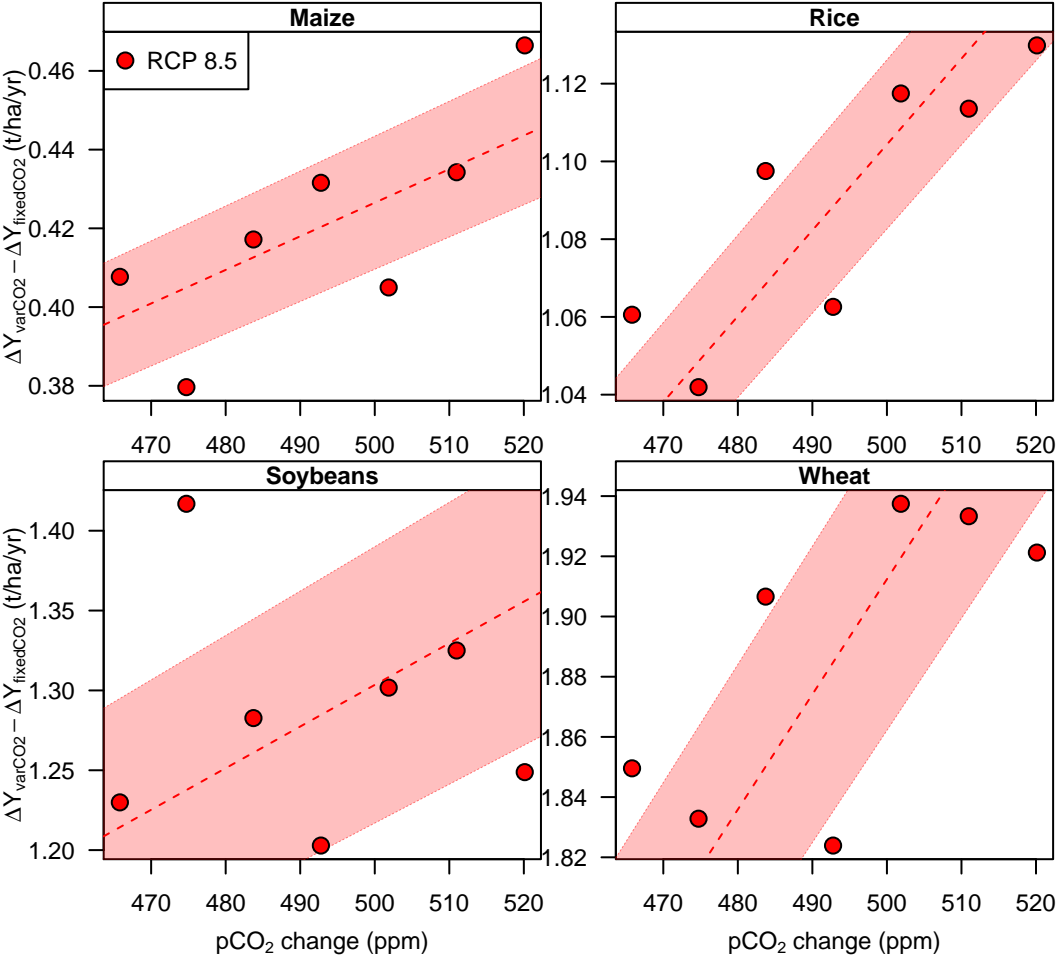 Maize
RCP 8.5
ΔY_varCO2 − ΔY_fixedCO2 (t/ha/yr)
0.46
0.44
0.42
0.40
0.38
470 480 490 500 510 520
Rice
1.12
1.10
1.08
1.06
1.04
470 480 490 500 510 520
Soybeans
ΔY_varCO2 − ΔY_fixedCO2 (t/ha/yr)
1.40
1.35
1.30
1.25
1.20
470 480 490 500 510 520
pCO₂ change (ppm)
Wheat
1.94
1.92
1.90
1.88
1.86
1.84
1.82
470 480 490 500 510 520
pCO₂ change (ppm)